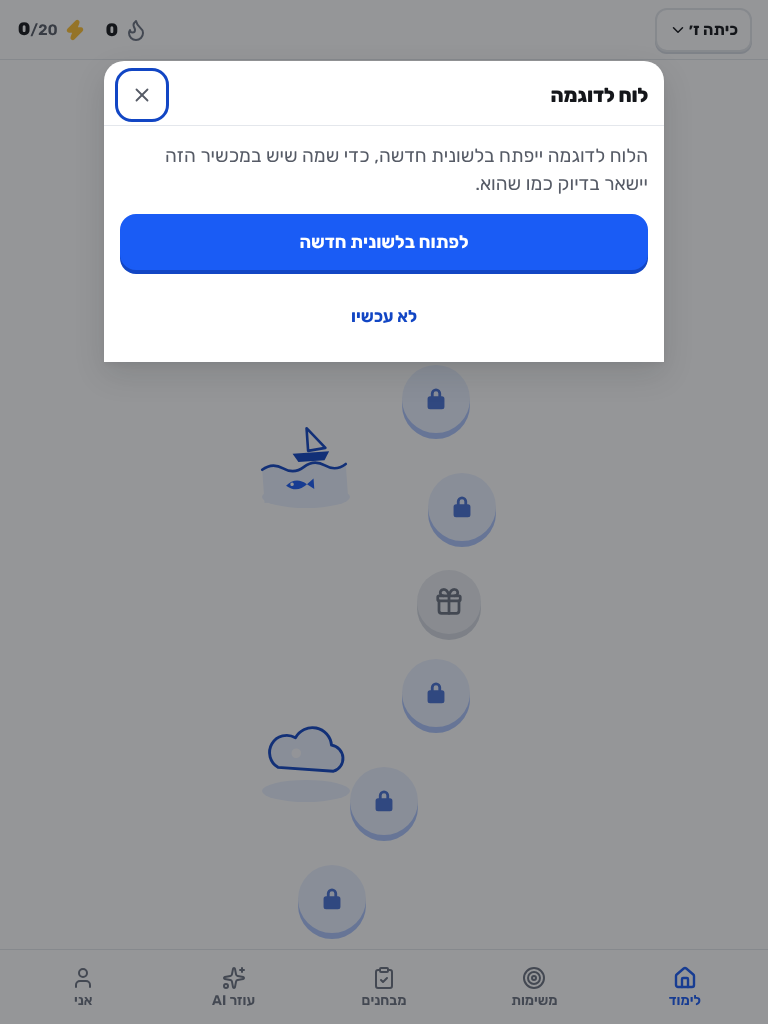 כיתה ז׳
0
0/20
לוח לדוגמה
הלוח לדוגמה ייפתח בלשונית חדשה, כדי שמה שיש במכשיר הזה
יישאר בדיוק כמו שהוא.
לפתוח בלשונית חדשה
לא עכשיו
לימוד
משימות
מבחנים
עוזר AI
אני